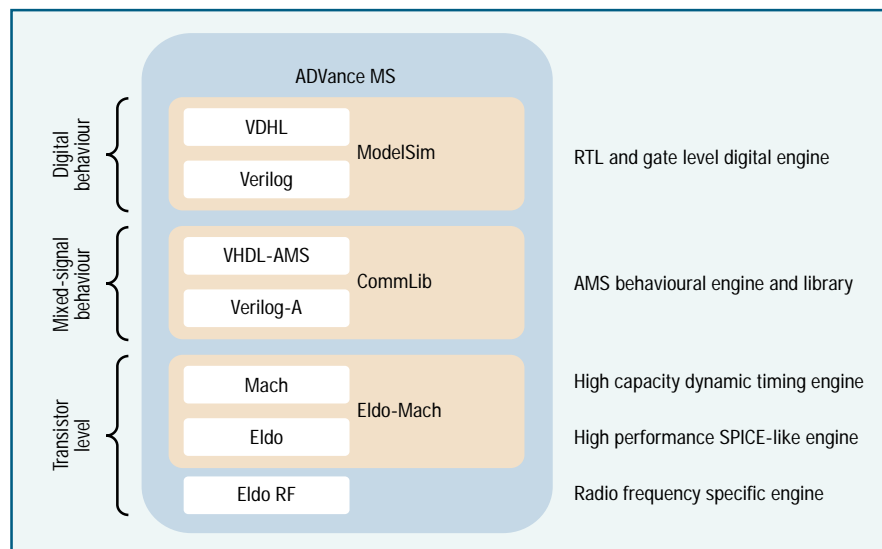 ADVance MS
Digital
behaviour
VDHL
Verilog
ModelSim
RTL and gate level digital engine
Mixed-signal
behaviour
VHDL-AMS
Verilog-A
CommLib
AMS behavioural engine and library
Transistor
level
Mach
Eldo
Eldo-Mach
Eldo RF
High capacity dynamic timing engine
High performance SPICE-like engine
Radio frequency specific engine